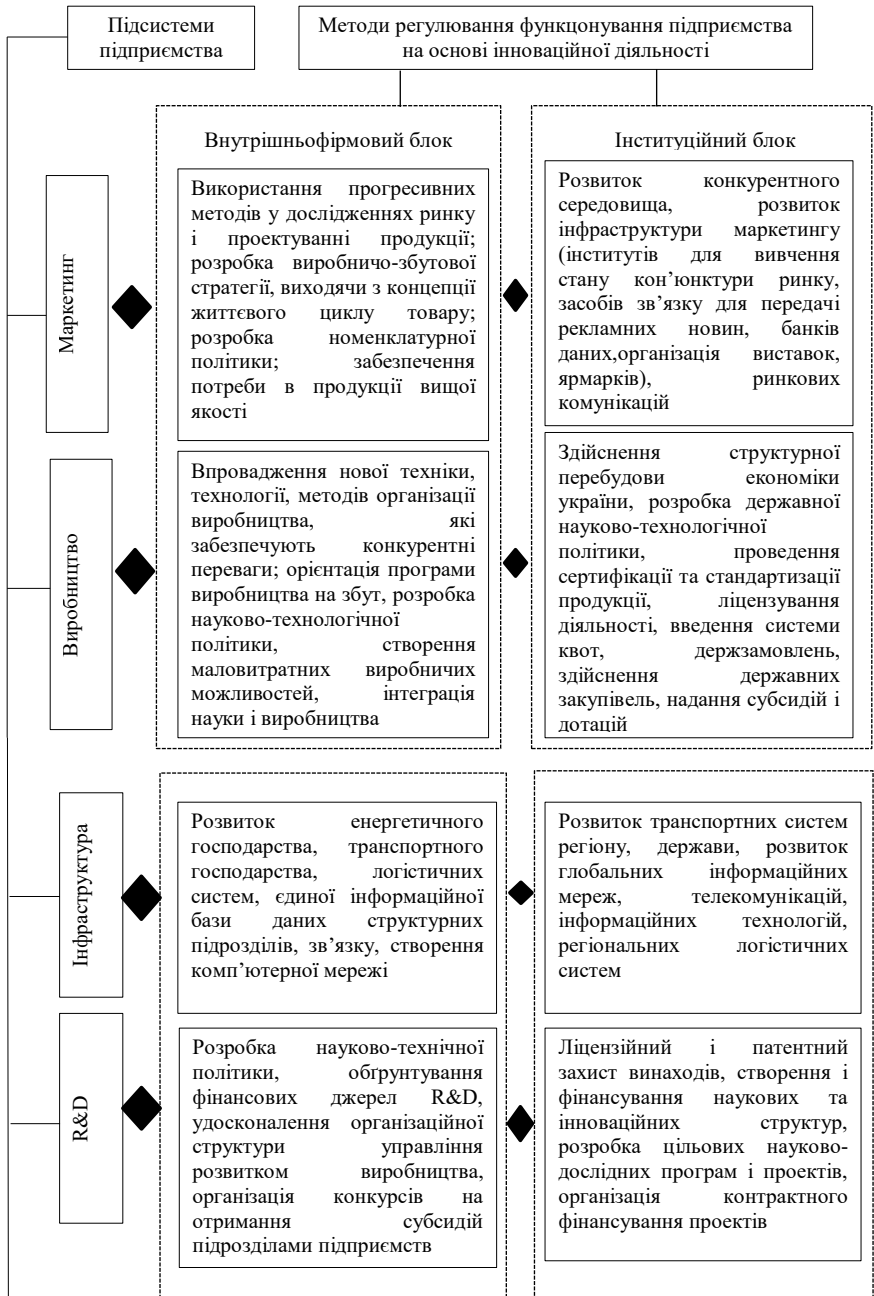 Підсистеми
підприємства
Методи регулювання функцонування підприємства
на основі інноваційної діяльності
Внутрішньофірмовий блок
Інституційний блок
Маркетинг
Використання прогресивних
методів у дослідженнях ринку
і проектуванні продукції;
розробка виробничо-збутової
стратегії, виходячи з концепції
життєвого циклу товару;
розробка номенклатурної
політики; забезпечення
потреби в продукції вищої
якості
Розвиток конкурентного
середовища, розвиток
інфраструктури маркетингу
(інститутів для вивчення
стану кон’юнктури ринку,
засобів зв’язку для передачі
рекламних новин, банків
даних,організація виставок,
ярмарків), ринкових
комунікацій
Виробництво
Впровадження нової техніки,
технології, методів організації
виробництва, які
забезпечують конкурентні
переваги; орієнтація програми
виробництва на збут, розробка
науково-технологічної
політики, створення
маловитратних виробничих
можливостей, інтеграція
науки і виробництва
Здійснення структурної
перебудови економіки
україни, розробка державної
науково-технологічної
політики, проведення
сертифікації та стандартизації
продукції, ліцензування
діяльності, введення системи
квот, держзамовлень,
здійснення державних
закупівель, надання субсидій і
дотацій
Інфраструктура
Розвиток енергетичного
господарства, транспортного
господарства, логістичних
систем, єдиної інформаційної
бази даних структурних
підрозділів, зв’язку, створення
комп’ютерної мережі
Розвиток транспортних систем
регіону, держави, розвиток
глобальних інформаційних
мереж, телекомунікацій,
інформаційних технологій,
регіональних логістичних
систем
R&D
Розробка науково-технічної
політики, обґрунтування
фінансових джерел R&D,
удосконалення організаційної
структури управління
розвитком виробництва,
організація конкурсів на
отримання субсидій
підрозділами підприємств
Ліцензійний і патентний
захист винаходів, створення і
фінансування наукових та
інноваційних структур,
розробка цільових науково-
дослідних програм і проектів,
організація контрактного
фінансування проектів